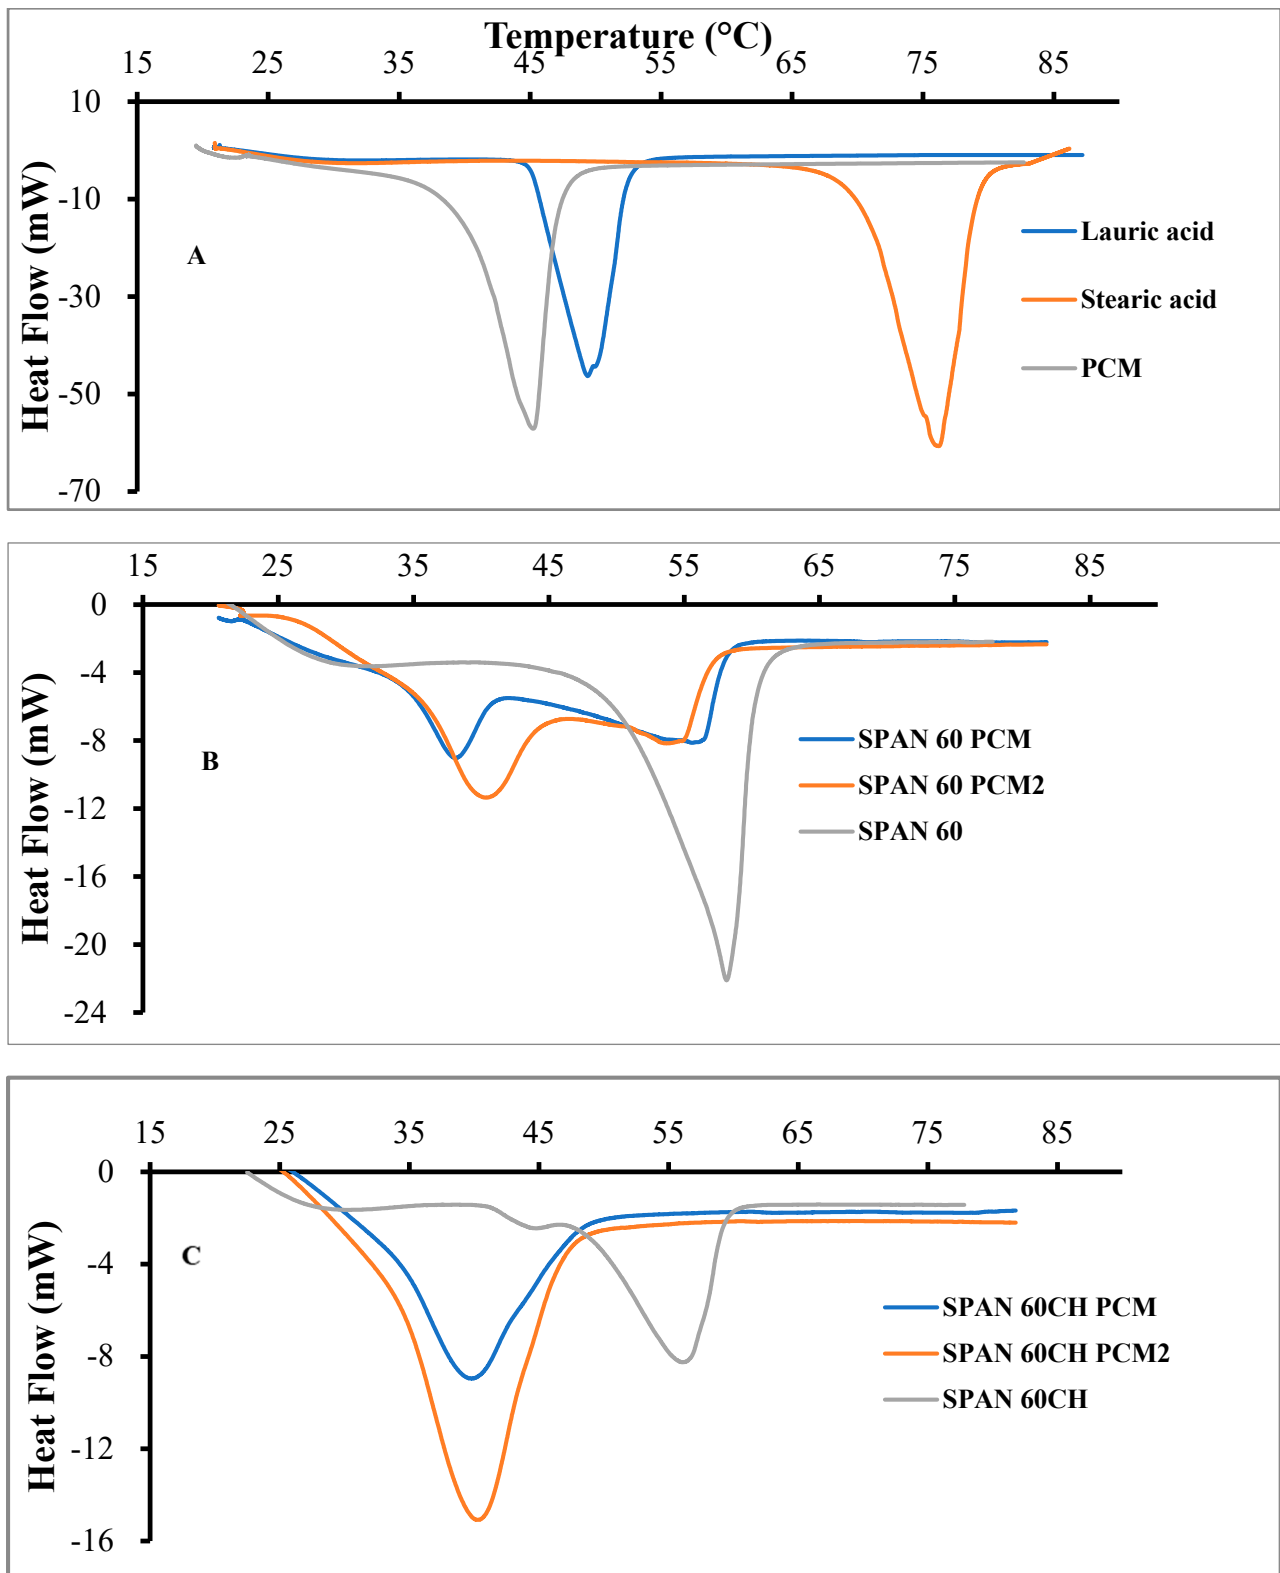 Temperature (°C)
15 25 35 45 55 65 75 85
10
-10
-30
-50
-70
Heat Flow (mW)
A
Lauric acid
Stearic acid
PCM
15 25 35 45 55 65 75 85
0
-4
-8
-12
-16
-20
-24
Heat Flow (mW)
B
SPAN 60 PCM
SPAN 60 PCM2
SPAN 60
15 25 35 45 55 65 75 85
0
-4
-8
-12
-16
Heat Flow (mW)
C
SPAN 60CH PCM
SPAN 60CH PCM2
SPAN 60CH